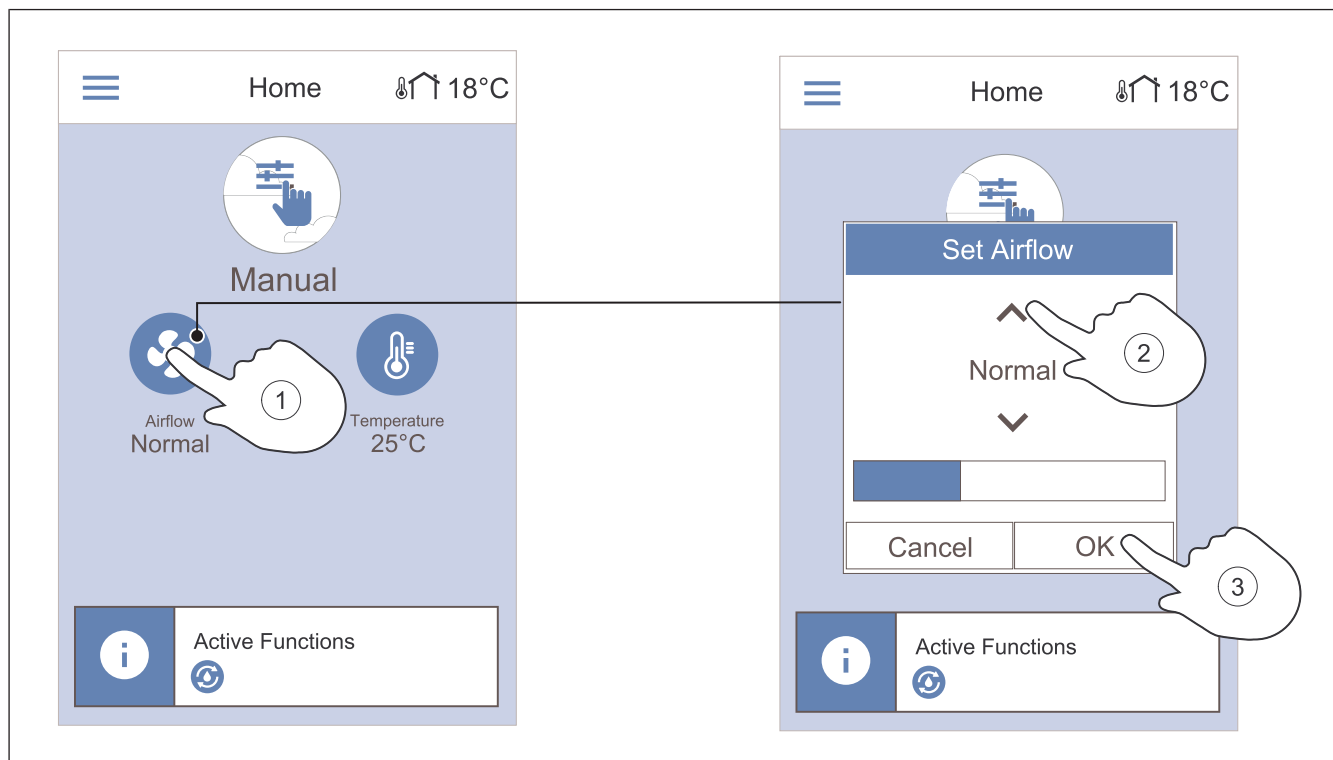 Home 18°C
Manual
1
Airflow
Normal
Temperature
25°C
i
Active Functions
Home 18°C
Set Airflow
2
Normal
Cancel OK
3
i
Active Functions